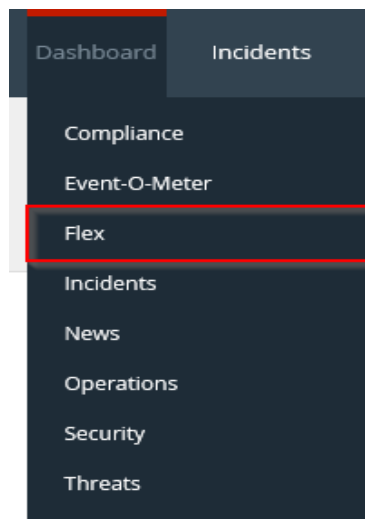 Dashboard Incidents
Compliance
Event-O-Meter
Flex
Incidents
News
Operations
Security
Threats